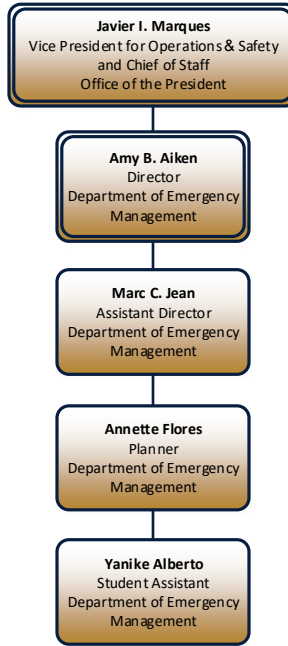 Javier I. Marques
Vice President for Operations & Safety
and Chief of Staff
Office of the President
Amy B. Aiken
Director
Department of Emergency
Management
Marc C. Jean
Assistant Director
Department of Emergency
Management
Annette Flores
Planner
Department of Emergency
Management
Yanike Alberto
Student Assistant
Department of Emergency
Management